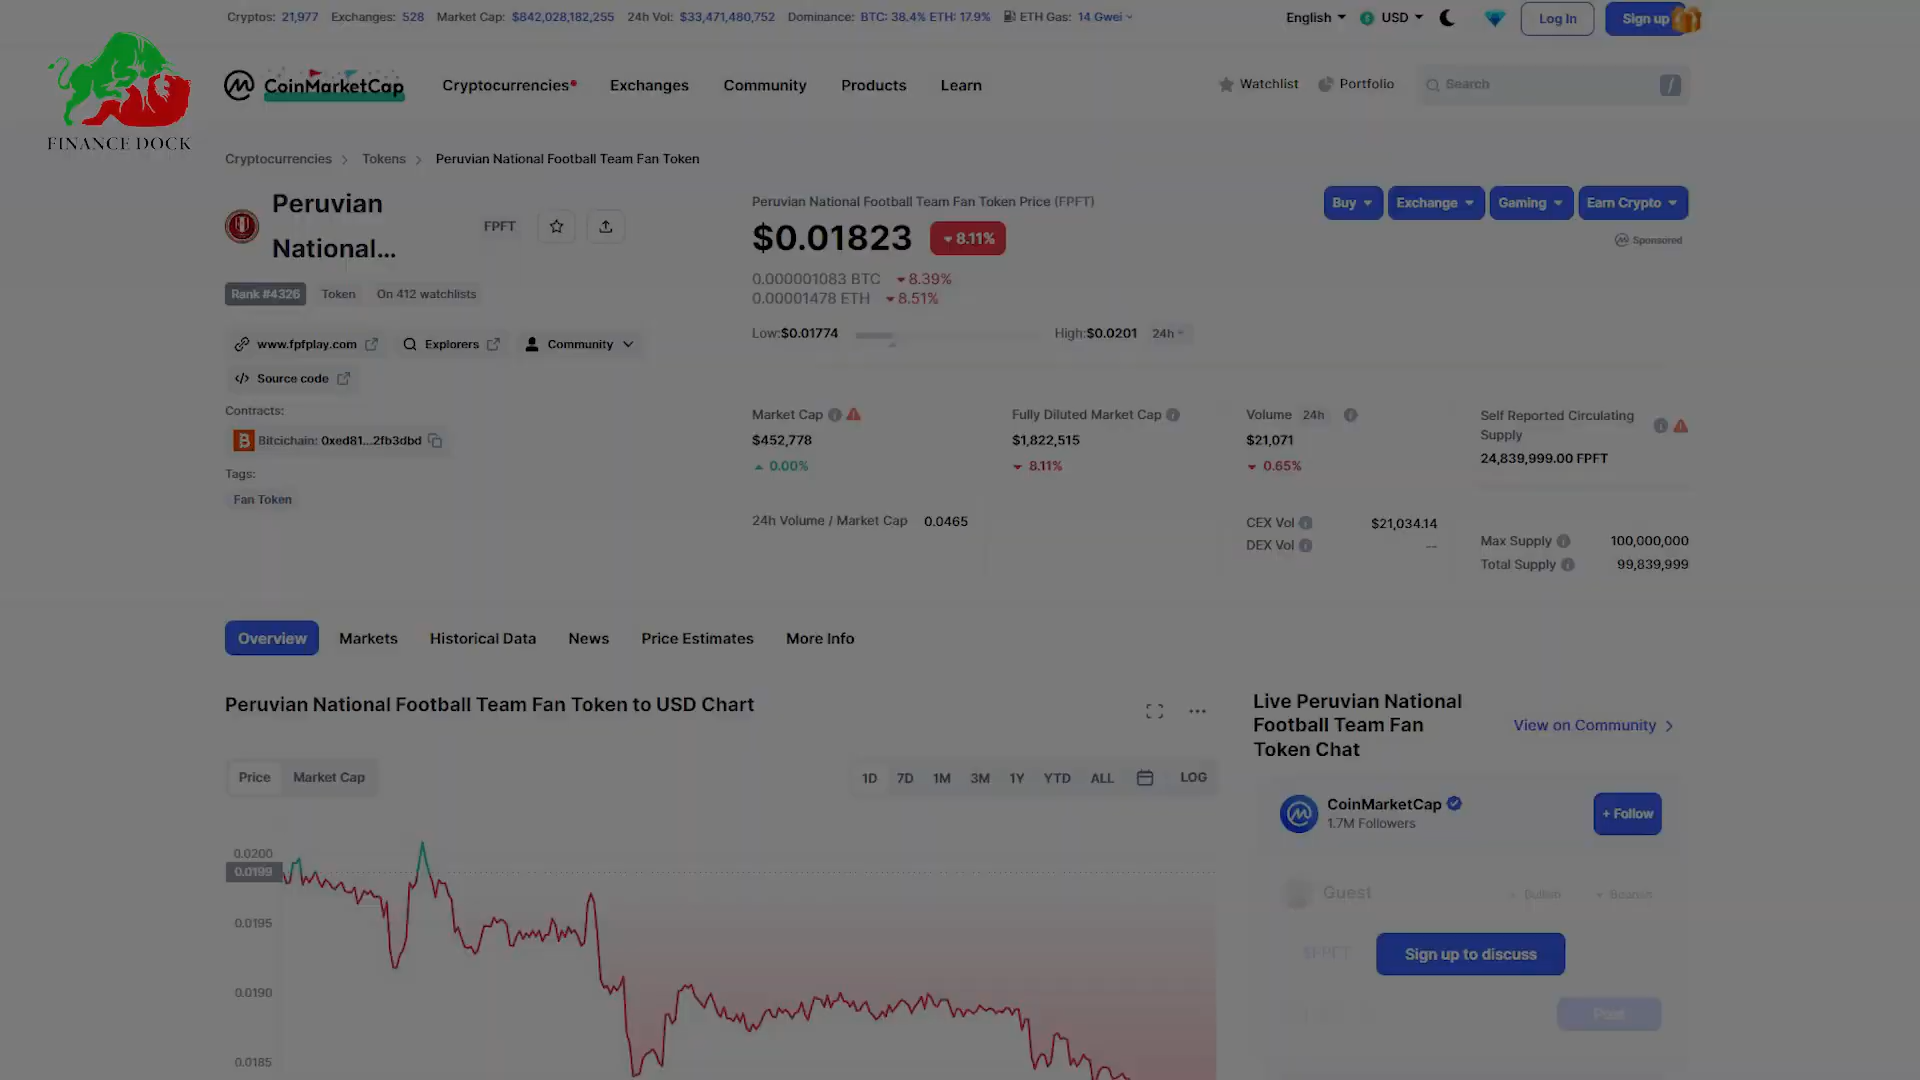 Cryptos: 21,977 Exchanges: 528 Market Cap: $842,028,182,255 24h Vol: $33,471,480,752 Dominance: BTC: 38.4% ETH: 17.9% ETH Gas: 14 Gwei
English USD Log In Sign up
FINANCE DOCK
CoinMarketCap Cryptocurrencies Exchanges Community Products Learn
Watchlist Portfolio Search /
Cryptocurrencies > Tokens > Peruvian National Football Team Fan Token
Peruvian
National...
FPFT
Rank #4326 Token On 412 watchlists
www.fpfplay.com Explorers Community
Source code
Contracts:
Bitcichain: 0xed81...2fb3dbd
Tags:
Fan Token
Peruvian National Football Team Fan Token Price (FPFT)
$0.01823 8.11%
0.000001083 BTC 8.39%
0.00001478 ETH 8.51%
Low:$0.01774 High:$0.0201 24h
Buy Exchange Gaming Earn Crypto
Sponsored
Market Cap
$452,778
0.00%
Fully Diluted Market Cap
$1,822,515
8.11%
Volume 24h
$21,071
0.65%
Self Reported Circulating
Supply
24,839,999.00 FPFT
24h Volume / Market Cap 0.0465
CEX Vol $21,034.14
DEX Vol --
Max Supply 100,000,000
Total Supply 99,839,999
Overview Markets Historical Data News Price Estimates More Info
Peruvian National Football Team Fan Token to USD Chart
Price Market Cap
1D 7D 1M 3M 1Y YTD ALL LOG
0.0200
0.0199
0.0195
0.0190
0.0185
Live Peruvian National
Football Team Fan
Token Chat
View on Community >
CoinMarketCap
1.7M Followers
+ Follow
Guest Bullish Bearish
$FPFT
Sign up to discuss
Post